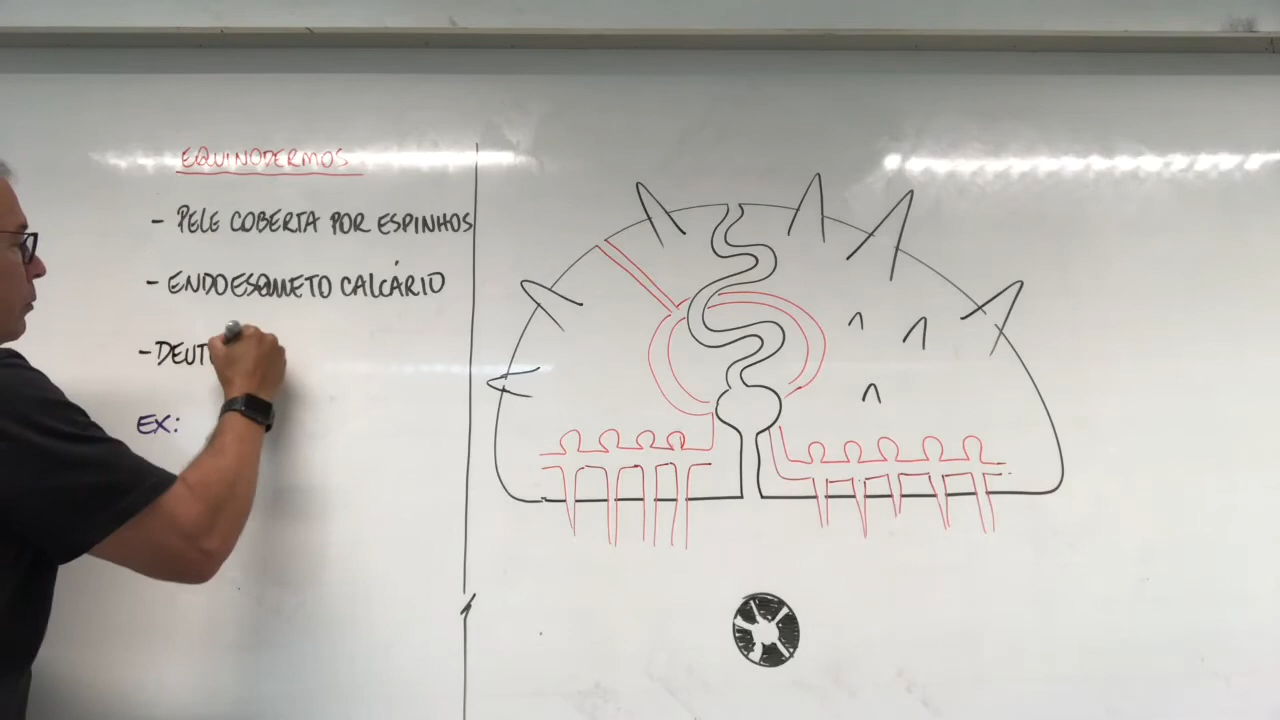 EQUINODERMOS
- PELE COBERTA POR ESPINHOS
- ENDOESQUELETO CALCÁRIO
- DEUT
EX: